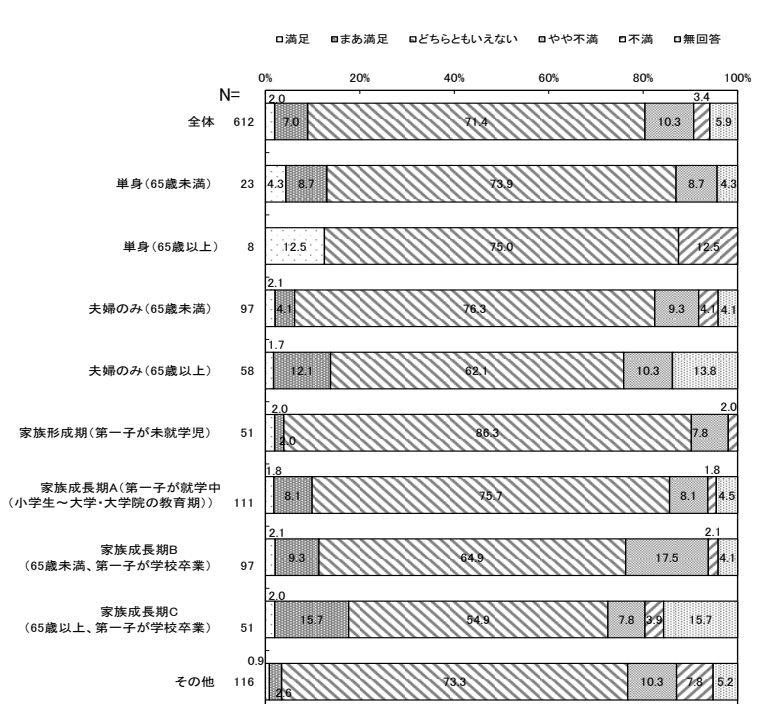 □満足 ■まあ満足 □どちらともいえない □やや不満 □不満 □無回答
0% 20% 40% 60% 80% 100%
N=
全体 612 2.0 7.0 71.4 10.3 3.4 5.9
単身(65歳未満) 23 4.3 8.7 73.9 8.7 4.3
単身(65歳以上) 8 12.5 75.0 12.5
夫婦のみ(65歳未満) 97 2.1 4.1 76.3 9.3 4.1 4.1
夫婦のみ(65歳以上) 58 1.7 12.1 62.1 10.3 13.8
家族形成期(第一子が未就学児) 51 2.0 2.0 86.3 7.8 2.0
家族成長期A(第一子が就学中
(小学生~大学・大学院の教育期)) 111 1.8 8.1 75.7 8.1 1.8 4.5
家族成長期B
(65歳未満、第一子が学校卒業) 97 2.1 9.3 64.9 17.5 2.1 4.1
家族成長期C
(65歳以上、第一子が学校卒業) 51 2.0 15.7 54.9 7.8 3.9 15.7
その他 116 0.9 2.6 73.3 10.3 7.8 5.2